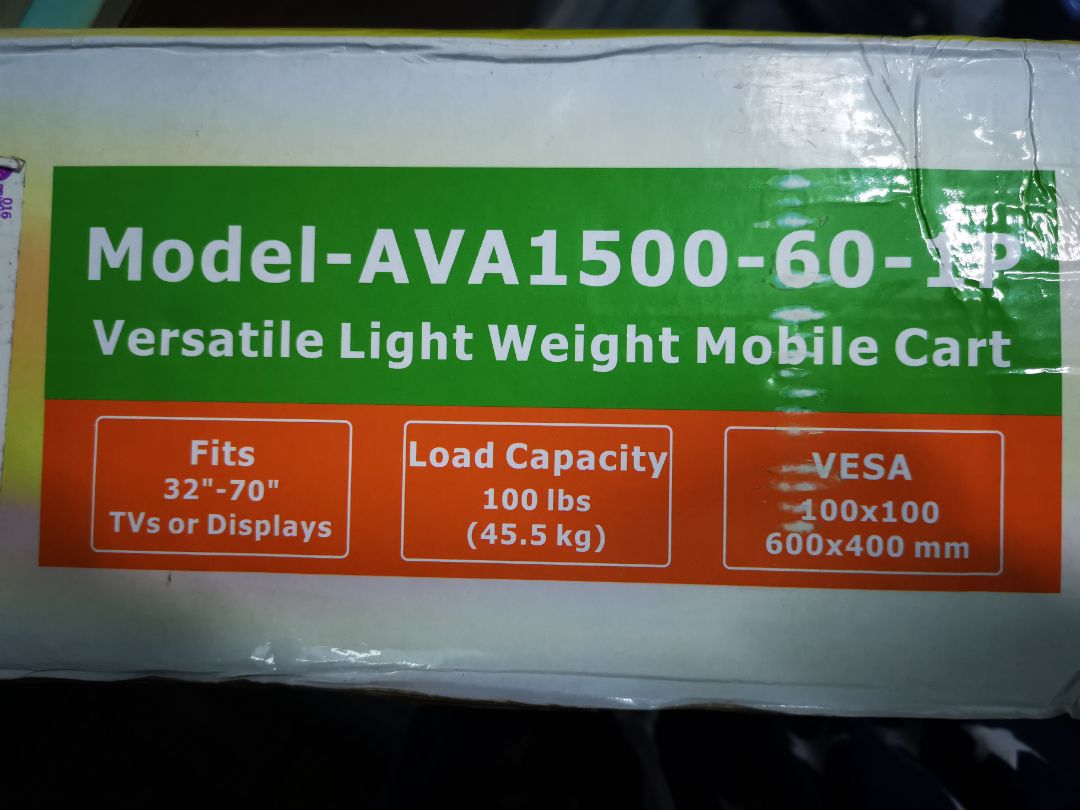 Model-AVA1500-60-1P
Versatile Light Weight Mobile Cart
Fits
32"-70"
TVs or Displays
Load Capacity
100 lbs
(45.5 kg)
VESA
100x100
600x400 mm
016